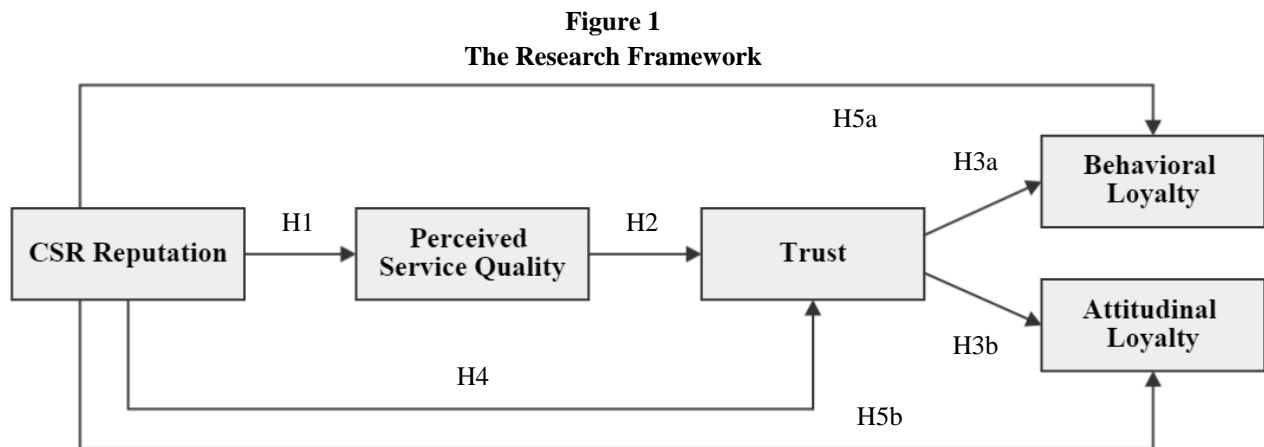 Figure 1
The Research Framework
H5a
H3a
Behavioral
Loyalty
CSR Reputation
H1
Perceived
Service Quality
H2
Trust
Attitudinal
Loyalty
H3b
H4
H5b